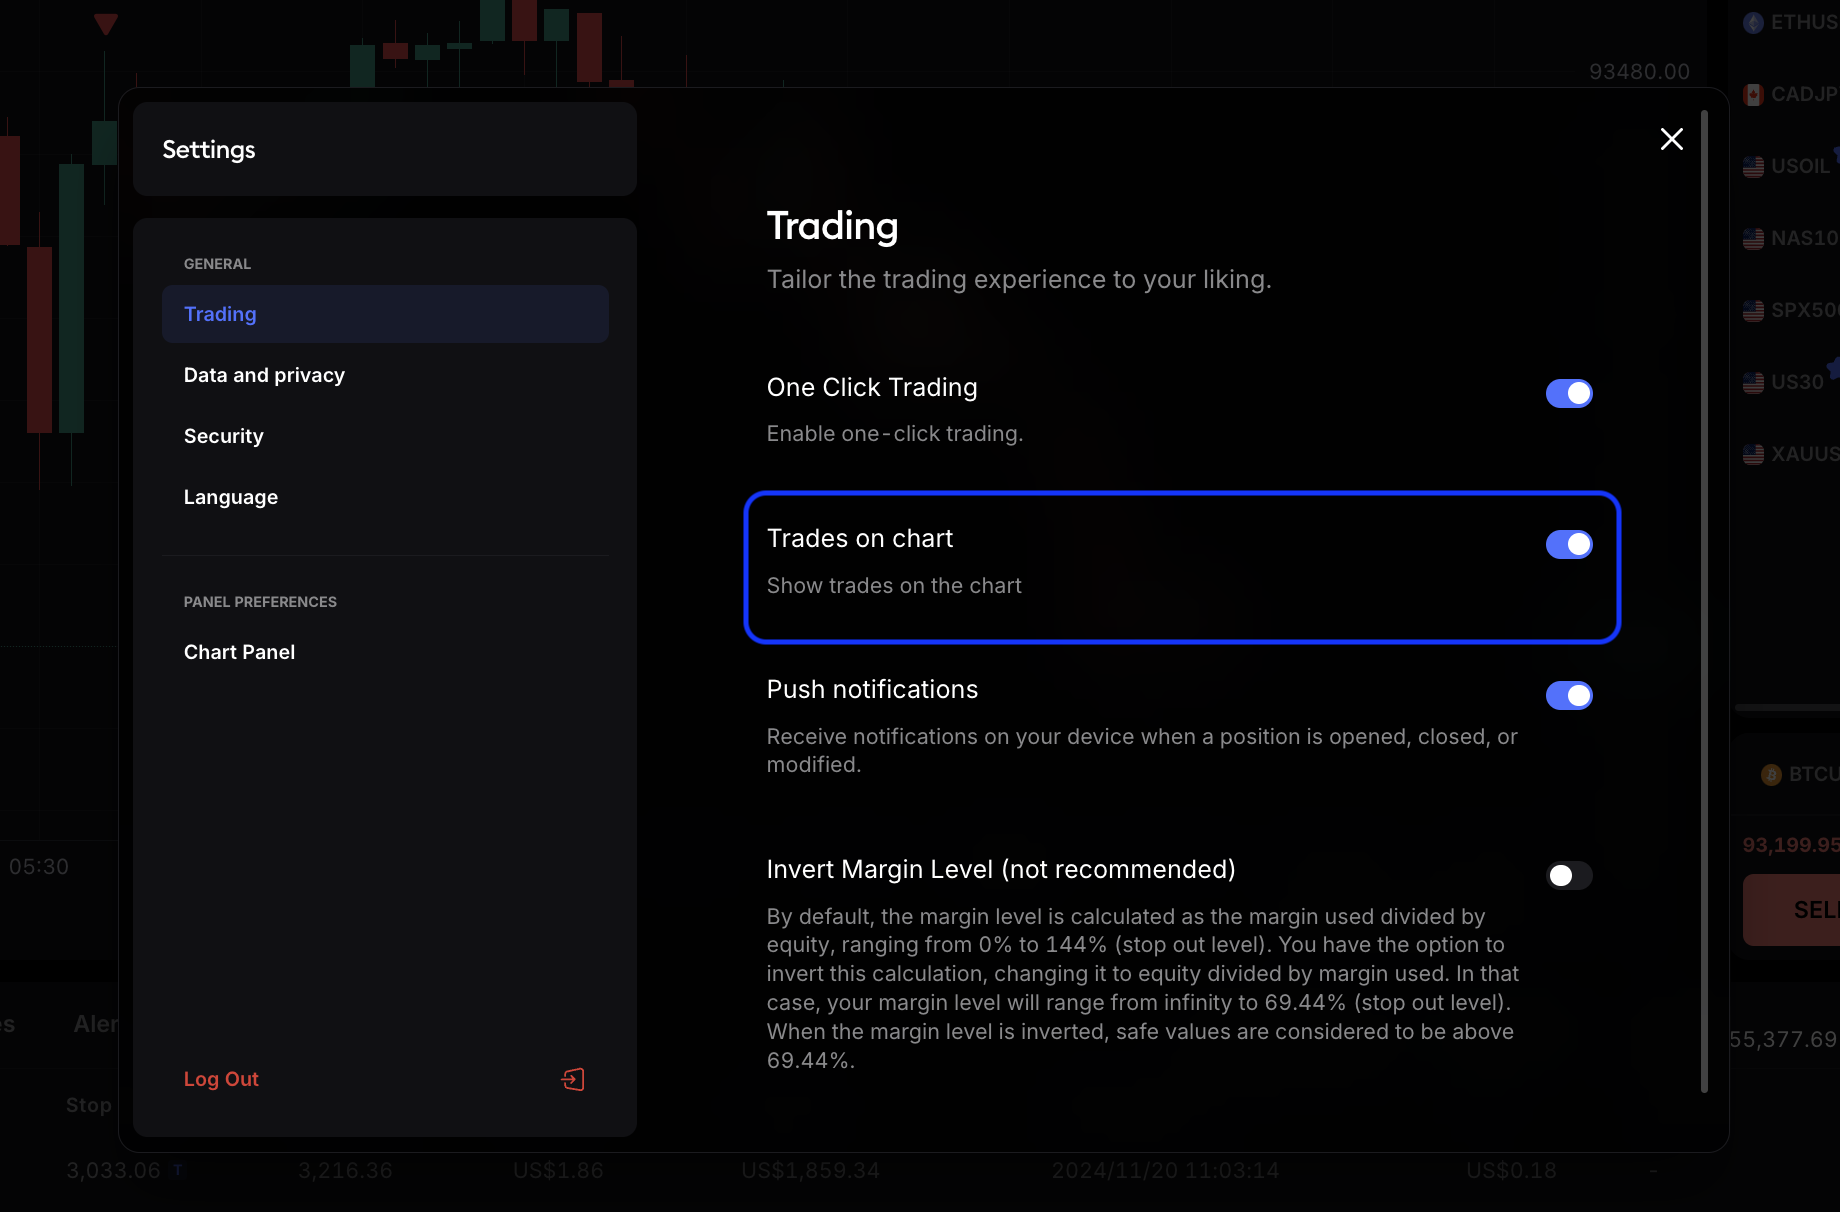 93480.00
Settings
GENERAL
Trading
Data and privacy
Security
Language
PANEL PREFERENCES
Chart Panel
Log Out
Trading
Tailor the trading experience to your liking.
One Click Trading
Enable one-click trading.
Trades on chart
Show trades on the chart
Push notifications
Receive notifications on your device when a position is opened, closed, or
modified.
Invert Margin Level (not recommended)
By default, the margin level is calculated as the margin used divided by
equity, ranging from 0% to 144% (stop out level). You have the option to
invert this calculation, changing it to equity divided by margin used. In that
case, your margin level will range from infinity to 69.44% (stop out level).
When the margin level is inverted, safe values are considered to be above
69.44%.
ETHUS
CADJP
USOIL
NAS10
SPX500
US30
XAUUS
BTCU
93,199.95
SELL
55,377.69
05:30
es
Aler
Stop
3,033.06 T 3,216.36 US$1.86 US$1,859.34 2024/11/20 11:03:14 US$0.18 -